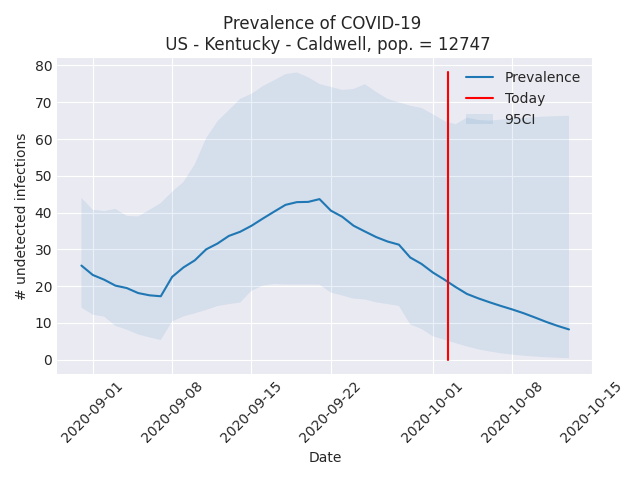 Prevalence of COVID-19
US - Kentucky - Caldwell, pop. = 12747
80
70
60
50
40
30
20
10
0
# undetected infections
Prevalence
Today
95CI
2020-09-01
2020-09-08
2020-09-15
2020-09-22
2020-10-01
2020-10-08
2020-10-15
Date